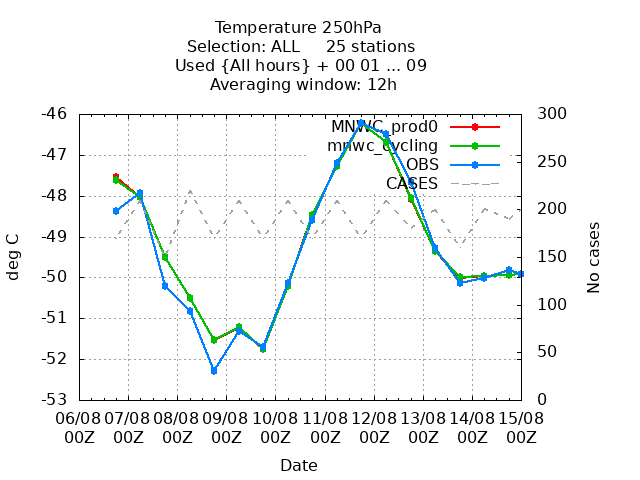 Temperature 250hPa
Selection: ALL 25 stations
Used {All hours} + 00 01 ... 09
Averaging window: 12h
-46
-47
-48
-49
-50
-51
-52
-53
deg C
300
250
200
150
100
50
0
No cases
MNWC_prod0
mnwc_cycling
OBS
CASES
06/08 07/08 08/08 09/08 10/08 11/08 12/08 13/08 14/08 15/08
00Z 00Z 00Z 00Z 00Z 00Z 00Z 00Z 00Z 00Z
Date